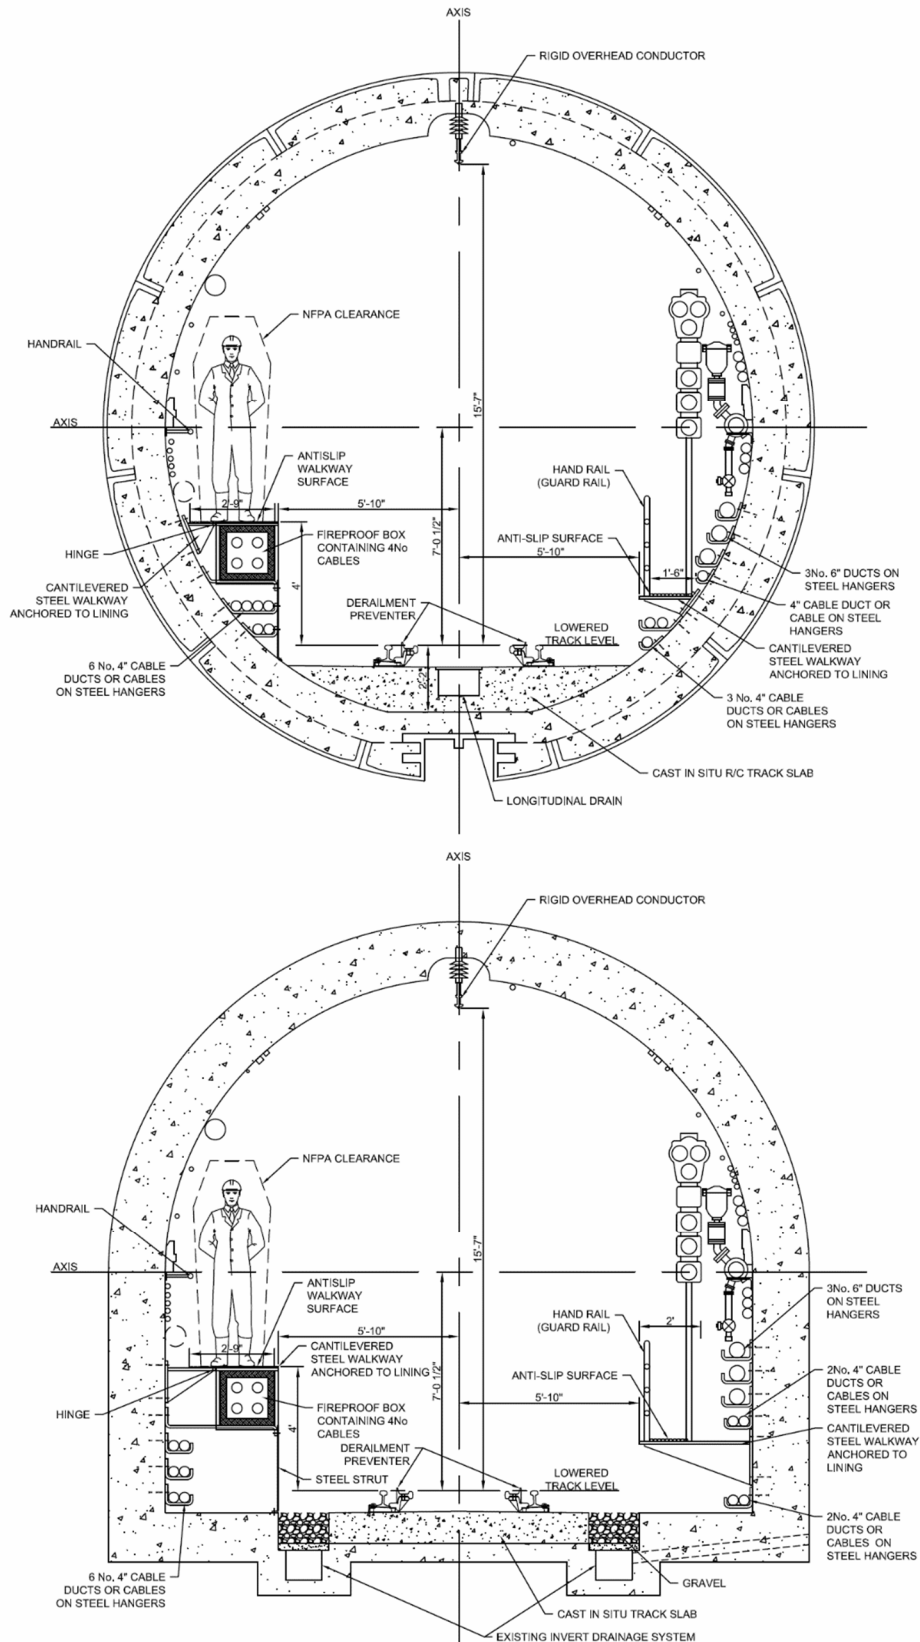 AXIS
RIGID OVERHEAD CONDUCTOR
NFPA CLEARANCE
HANDRAIL
15'-7"
AXIS
ANTISLIP
WALKWAY
SURFACE
HAND RAIL
(GUARD RAIL)
2'-9"
5'-10"
7'-0 1/2"
HINGE
FIREPROOF BOX
CONTAINING 4No
CABLES
ANTI-SLIP SURFACE
5'-10"
1'-6"
3No. 6" DUCTS ON
STEEL HANGERS
4'
CANTILEVERED
STEEL WALKWAY
ANCHORED TO LINING
DERAILMENT
PREVENTER
LOWERED
TRACK LEVEL
4" CABLE DUCT OR
CABLE ON STEEL
HANGERS
CANTILEVERED
STEEL WALKWAY
ANCHORED TO LINING
6 No. 4" CABLE
DUCTS OR CABLES
ON STEEL HANGERS
2'-2"
3 No. 4" CABLE
DUCTS OR CABLES
ON STEEL HANGERS
CAST IN SITU R/C TRACK SLAB
LONGITUDINAL DRAIN
AXIS
RIGID OVERHEAD CONDUCTOR
NFPA CLEARANCE
HANDRAIL
15'-7"
AXIS
ANTISLIP
WALKWAY
SURFACE
3No. 6" DUCTS
ON STEEL
HANGERS
HAND RAIL
(GUARD RAIL)
2'
5'-10"
2'-9"
CANTILEVERED
STEEL WALKWAY
ANCHORED TO LINING
7'-0 1/2"
ANTI-SLIP SURFACE
5'-10"
2No. 4" CABLE
DUCTS OR
CABLES ON
STEEL HANGERS
HINGE
FIREPROOF BOX
CONTAINING 4No
CABLES
4'
CANTILEVERED
STEEL WALKWAY
ANCHORED TO
LINING
DERAILMENT
PREVENTER
STEEL STRUT
LOWERED
TRACK LEVEL
2No. 4" CABLE
DUCTS OR
CABLES ON
STEEL HANGERS
6 No. 4" CABLE
DUCTS OR CABLES
ON STEEL HANGERS
GRAVEL
CAST IN SITU TRACK SLAB
EXISTING INVERT DRAINAGE SYSTEM